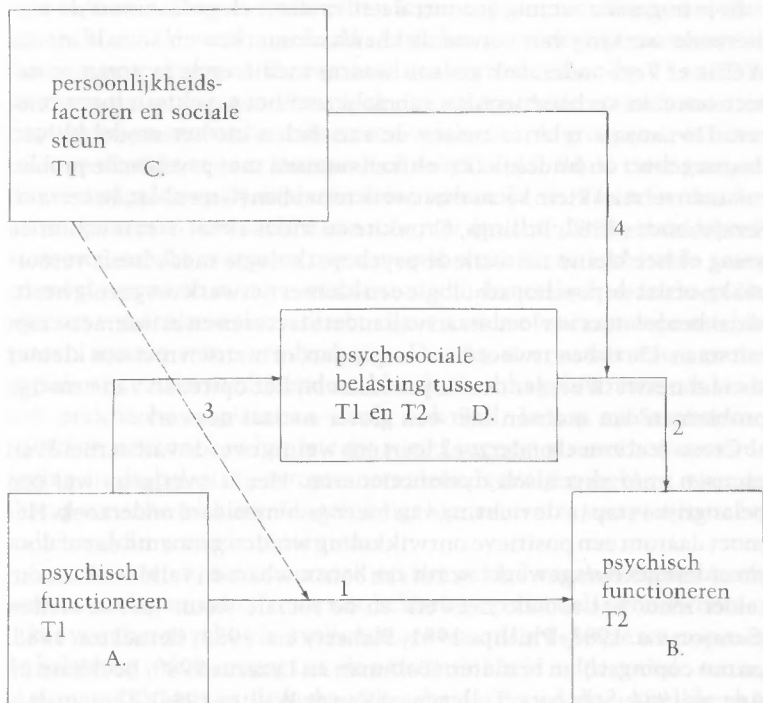 persoonlijkheids-
factoren en sociale
steun
T1 C.
4
psychosociale
belasting tussen
T1 en T2 D.
3
2
psychisch
functioneren
T1
A.
1
psychisch
functioneren
T2
B.